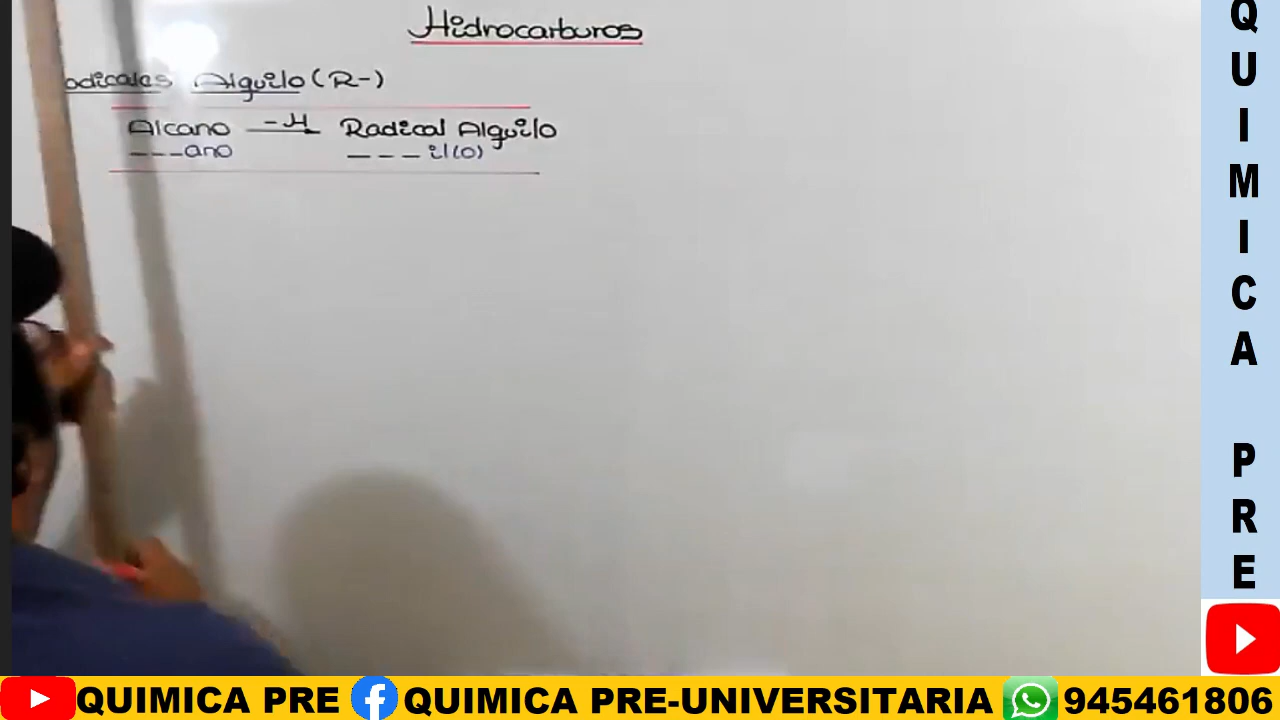 Hidrocarburos
adicales Alquilo (R-)
Alcano -H Radical Alquilo
---ano ---il(o)
QUIMICA PRE
QUIMICA PRE QUIMICA PRE-UNIVERSITARIA 945461806